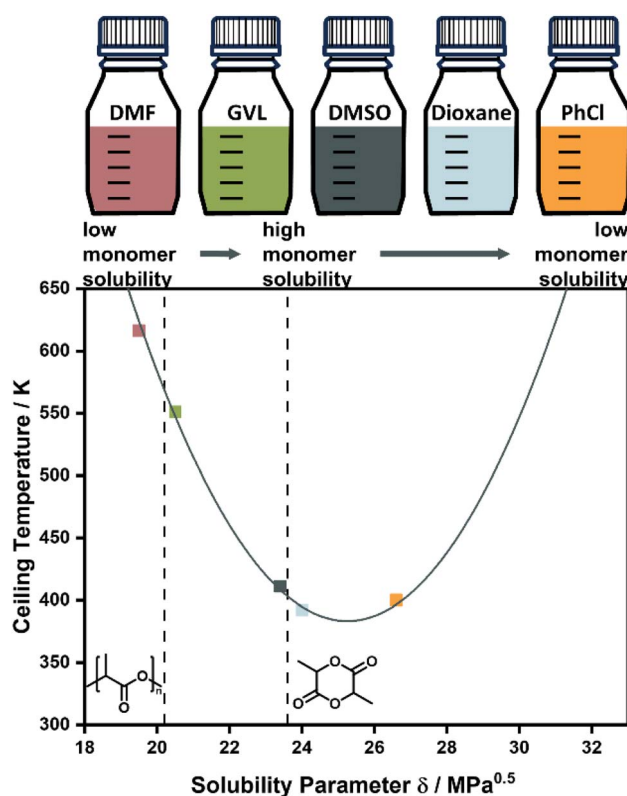 DMF GVL DMSO Dioxane PhCl
low high low
monomer monomer monomer
solubility solubility solubility
650
600
550
500
450
400
350
300
Ceiling Temperature / K
O O O
O n O O
18 20 22 24 26 28 30 32
Solubility Parameter δ / MPa0.5